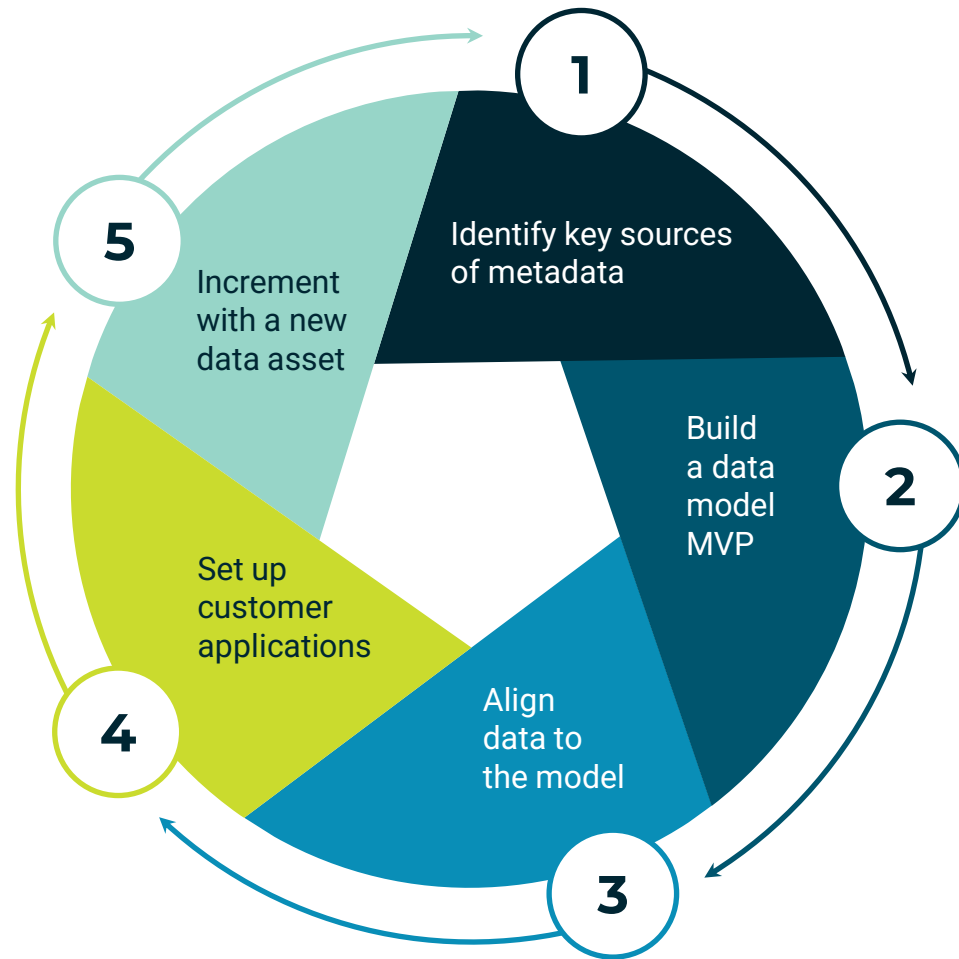 1
Identify key sources
of metadata
2
Build
a data
model
MVP
3
Align
data to
the model
4
Set up
customer
applications
5
Increment
with a new
data asset